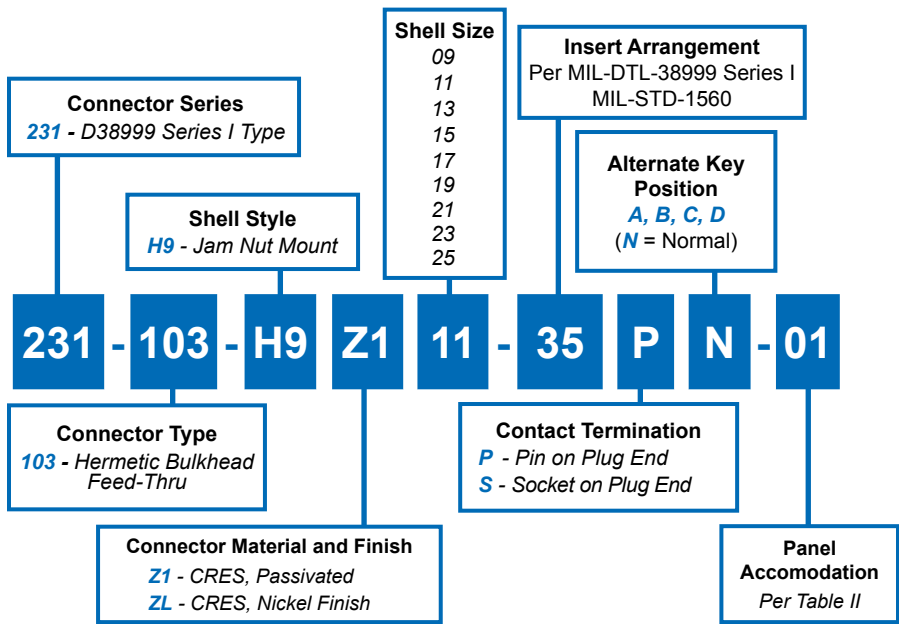 Connector Series
231 - D38999 Series I Type
Shell Style
H9 - Jam Nut Mount
Shell Size
09
11
13
15
17
19
21
23
25
Insert Arrangement
Per MIL-DTL-38999 Series I
MIL-STD-1560
Alternate Key
Position
A, B, C, D
(N = Normal)
231 - 103 - H9 Z1 11 - 35 P N - 01
Connector Type
103 - Hermetic Bulkhead
Feed-Thru
Connector Material and Finish
Z1 - CRES, Passivated
ZL - CRES, Nickel Finish
Contact Termination
P - Pin on Plug End
S - Socket on Plug End
Panel
Accomodation
Per Table II